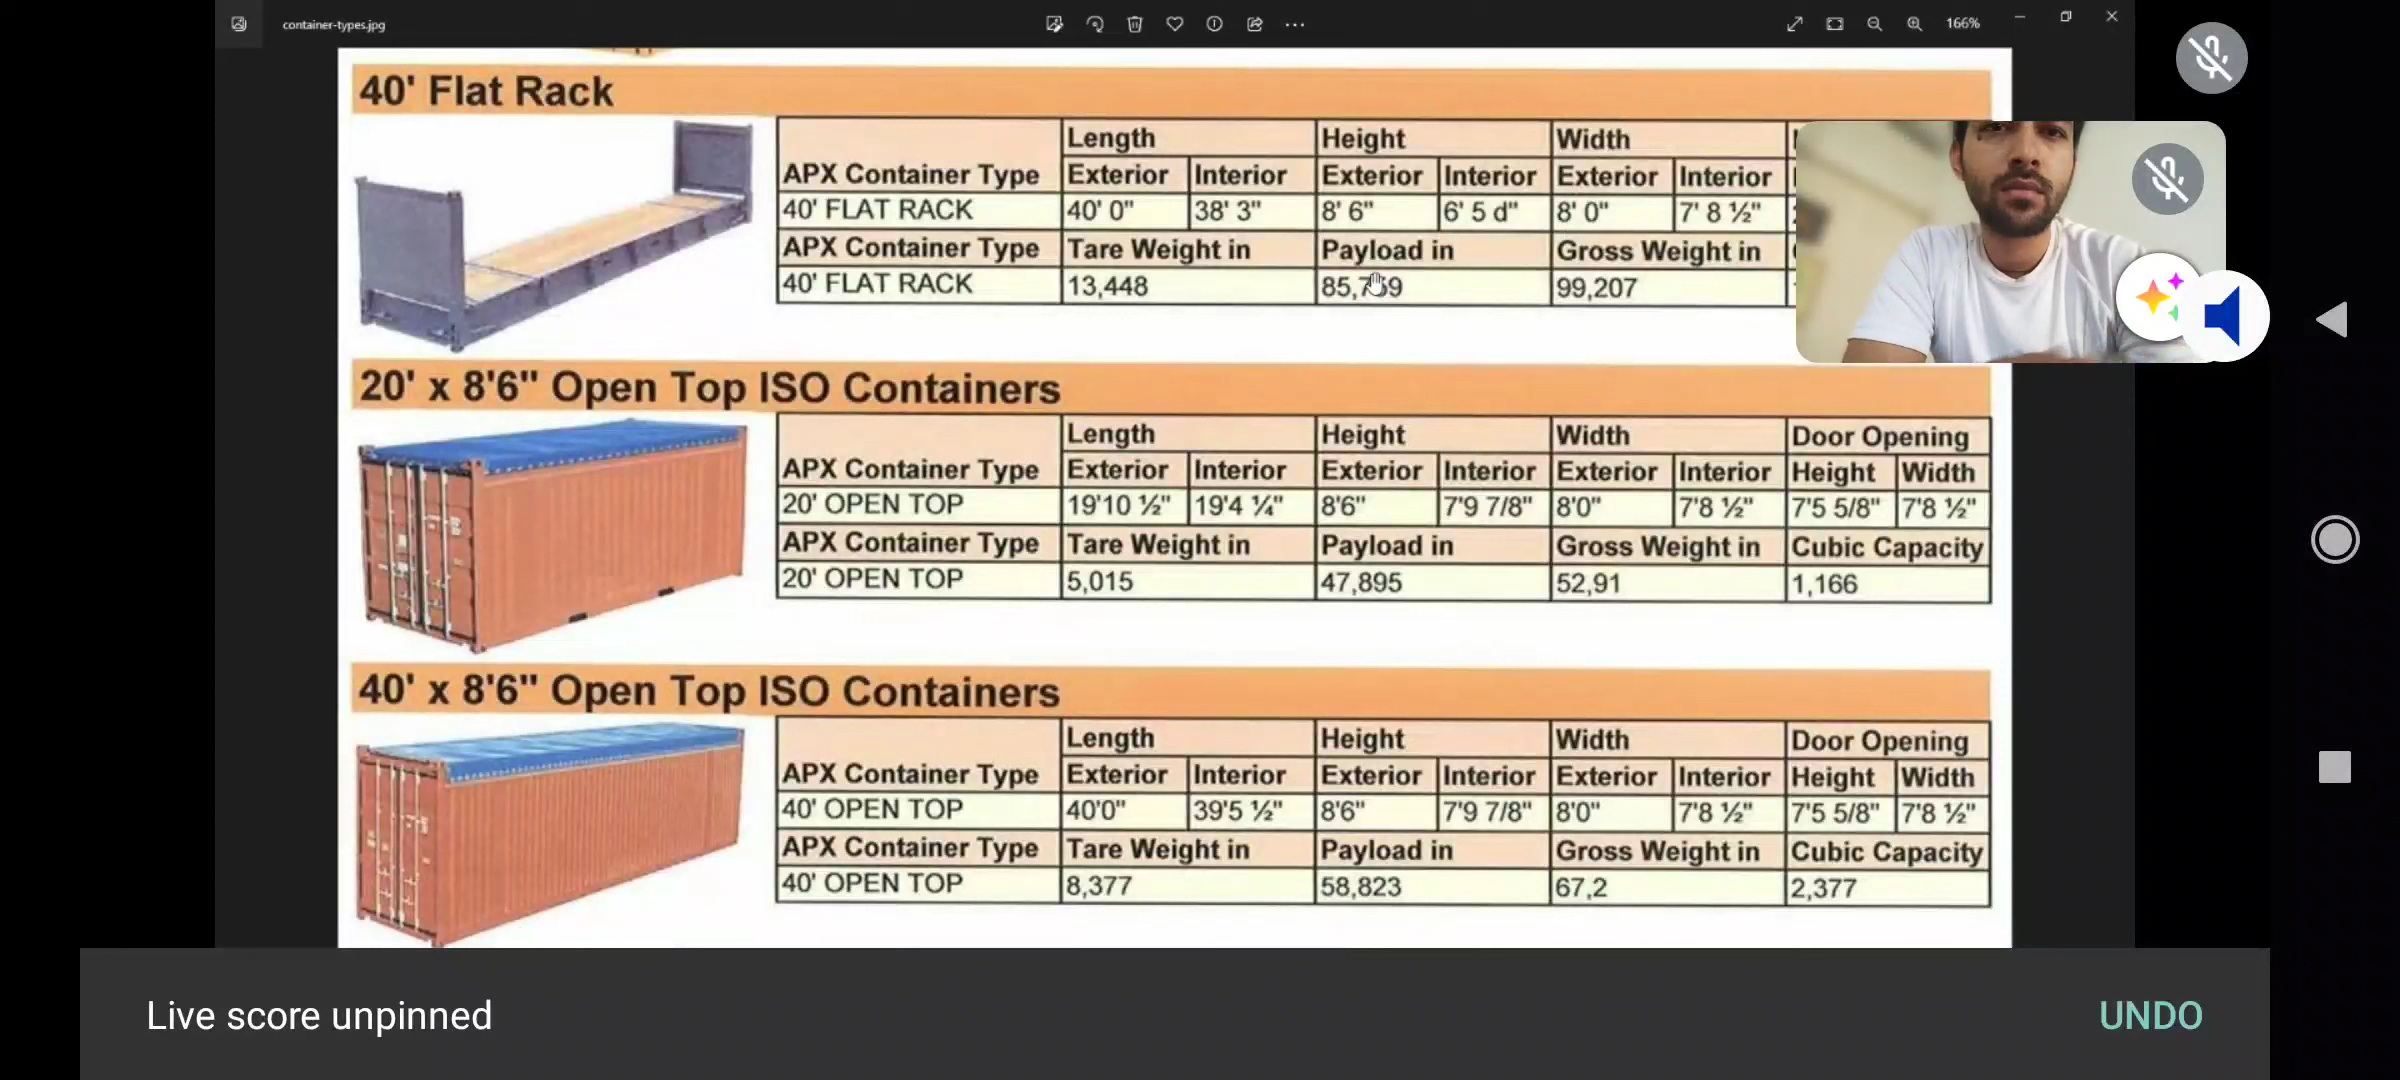 container-types.jpg
166%
40' Flat Rack
Length Height Width
APX Container Type Exterior Interior Exterior Interior Exterior Interior
40' FLAT RACK 40' 0" 38' 3" 8' 6" 6' 5 d" 8' 0" 7' 8 ½"
APX Container Type Tare Weight in Payload in Gross Weight in
40' FLAT RACK 13,448 85,759 99,207
20' x 8'6" Open Top ISO Containers
Length Height Width Door Opening
APX Container Type Exterior Interior Exterior Interior Exterior Interior Height Width
20' OPEN TOP 19'10 ½" 19'4 ¼" 8'6" 7'9 7/8" 8'0" 7'8 ½" 7'5 5/8" 7'8 ½"
APX Container Type Tare Weight in Payload in Gross Weight in Cubic Capacity
20' OPEN TOP 5,015 47,895 52,91 1,166
40' x 8'6" Open Top ISO Containers
Length Height Width Door Opening
APX Container Type Exterior Interior Exterior Interior Exterior Interior Height Width
40' OPEN TOP 40'0" 39'5 ½" 8'6" 7'9 7/8" 8'0" 7'8 ½" 7'5 5/8" 7'8 ½"
APX Container Type Tare Weight in Payload in Gross Weight in Cubic Capacity
40' OPEN TOP 8,377 58,823 67,2 2,377
Live score unpinned
UNDO